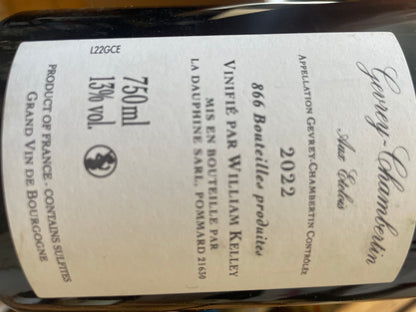 Gevrey-Chambertin
Aux Etelois
APPELLATION GEVREY-CHAMBERTIN CONTRÔLÉE
2022
866 Bouteilles produites
VINIFIÉ PAR WILLIAM KELLEY
MIS EN BOUTEILLE PAR
LA DAUPHINE SARL, POMMARD 21630
750ml
13% vol.
L22GCE
PRODUCT OF FRANCE - CONTAINS SULFITES
GRAND VIN DE BOURGOGNE